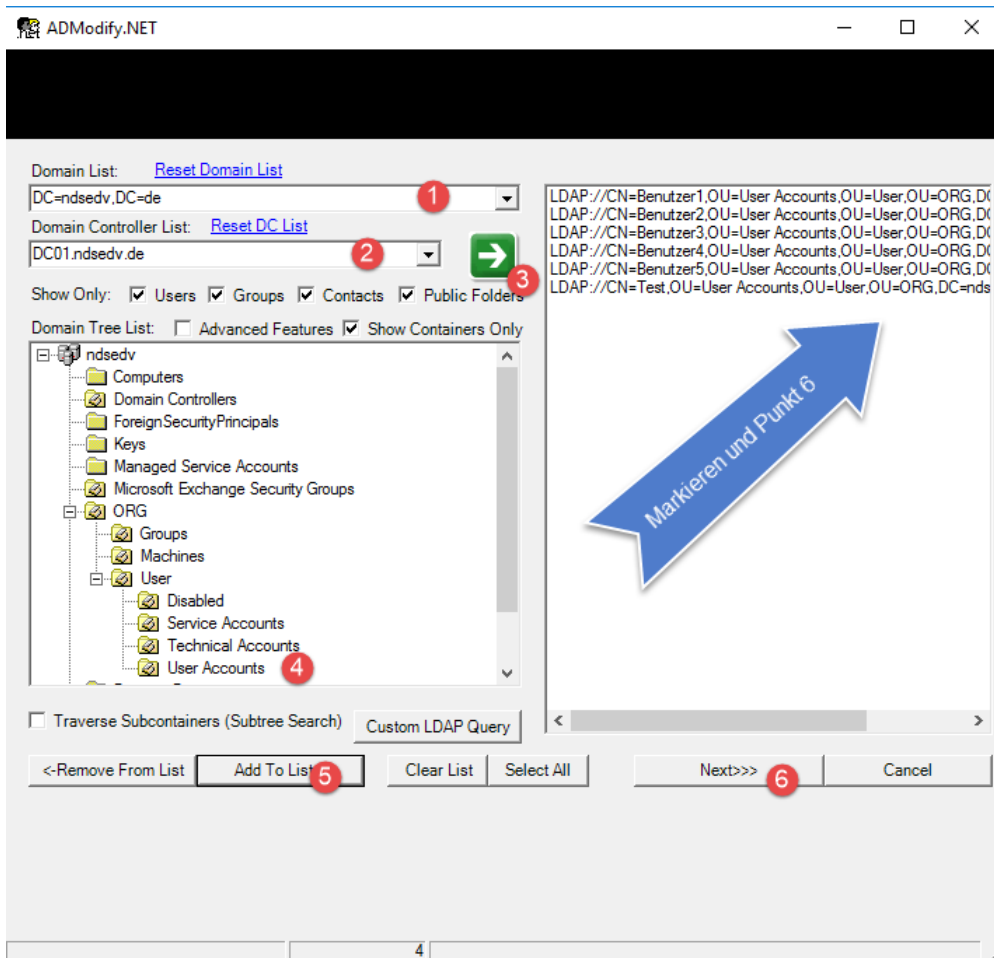 ADModify.NET
Domain List: Reset Domain List
DC=ndsedv,DC=de
1
Domain Controller List: Reset DC List
DC01.ndsedv.de
2
3
Show Only: Users Groups Contacts Public Folders
Domain Tree List: Advanced Features Show Containers Only
ndsedv
Computers
Domain Controllers
ForeignSecurityPrincipals
Keys
Managed Service Accounts
Microsoft Exchange Security Groups
ORG
Groups
Machines
User
Disabled
Service Accounts
Technical Accounts
User Accounts
4
LDAP://CN=Benutzer1,OU=User Accounts,OU=User,OU=ORG,D
LDAP://CN=Benutzer2,OU=User Accounts,OU=User,OU=ORG,D
LDAP://CN=Benutzer3,OU=User Accounts,OU=User,OU=ORG,D
LDAP://CN=Benutzer4,OU=User Accounts,OU=User,OU=ORG,D
LDAP://CN=Benutzer5,OU=User Accounts,OU=User,OU=ORG,D
LDAP://CN=Test,OU=User Accounts,OU=User,OU=ORG,DC=nds
Markieren und Punkt 6
Traverse Subcontainers (Subtree Search) Custom LDAP Query
<-Remove From List Add To List 5 Clear List Select All Next>>> 6 Cancel
4